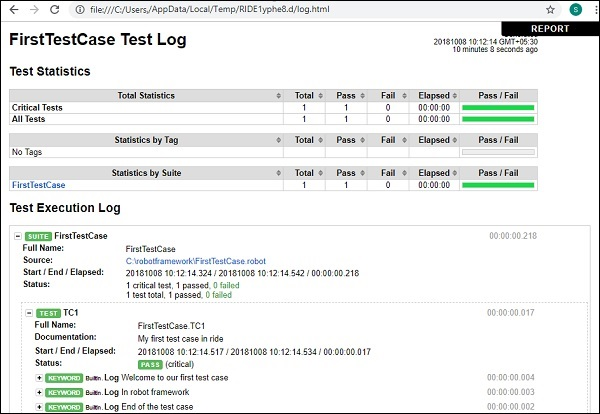 file:///C:/Users,/AppData/Local/Temp/RIDE1yphe8.d/log.html
S
REPORT
FirstTestCase Test Log
20181008 10:12:14 GMT+05:30
10 minutes 8 seconds ago
Test Statistics
Total Statistics Total Pass Fail Elapsed Pass / Fail
Critical Tests 1 1 0 00:00:00
All Tests 1 1 0 00:00:00
Statistics by Tag Total Pass Fail Elapsed Pass / Fail
No Tags
Statistics by Suite Total Pass Fail Elapsed Pass / Fail
FirstTestCase 1 1 0 00:00:00
Test Execution Log
SUITE FirstTestCase 00:00:00.218
Full Name: FirstTestCase
Source: C:\robotframework\FirstTestCase.robot
Start / End / Elapsed: 20181008 10:12:14.324 / 20181008 10:12:14.542 / 00:00:00.218
Status: 1 critical test, 1 passed, 0 failed
1 test total, 1 passed, 0 failed
TEST TC1 00:00:00.017
Full Name: FirstTestCase.TC1
Documentation: My first test case in ride
Start / End / Elapsed: 20181008 10:12:14.517 / 20181008 10:12:14.534 / 00:00:00.017
Status: PASS (critical)
KEYWORD BuiltIn.Log Welcome to our first test case 00:00:00.004
KEYWORD BuiltIn.Log In robot framework 00:00:00.003
KEYWORD BuiltIn.Log End of the test case 00:00:00.002